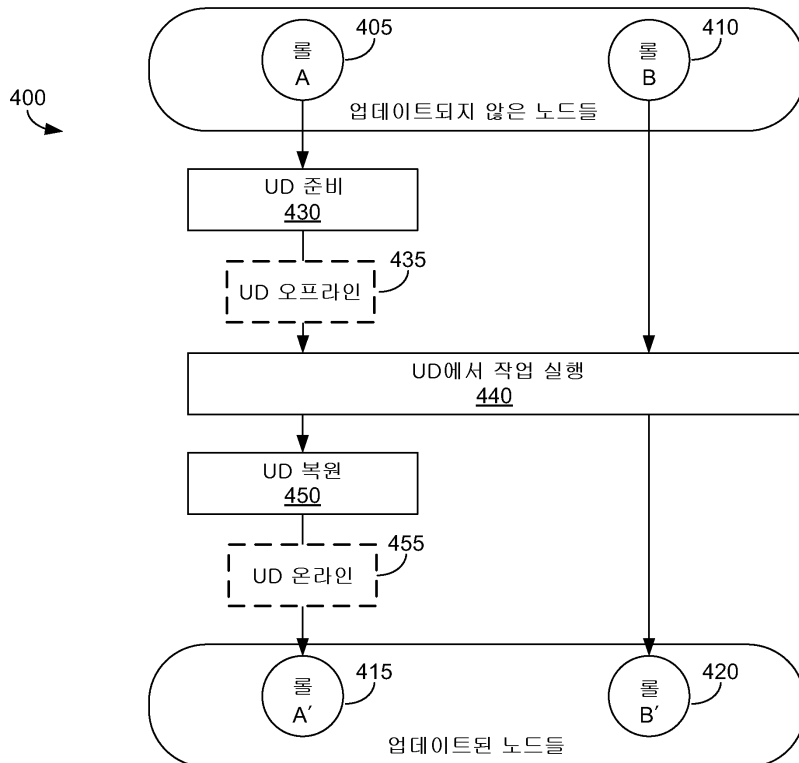 400
롤
A
405
롤
B
410
업데이트되지 않은 노드들
UD 준비
430
UD 오프라인
435
UD에서 작업 실행
440
UD 복원
450
UD 온라인
455
롤
A′
415
롤
B′
420
업데이트된 노드들